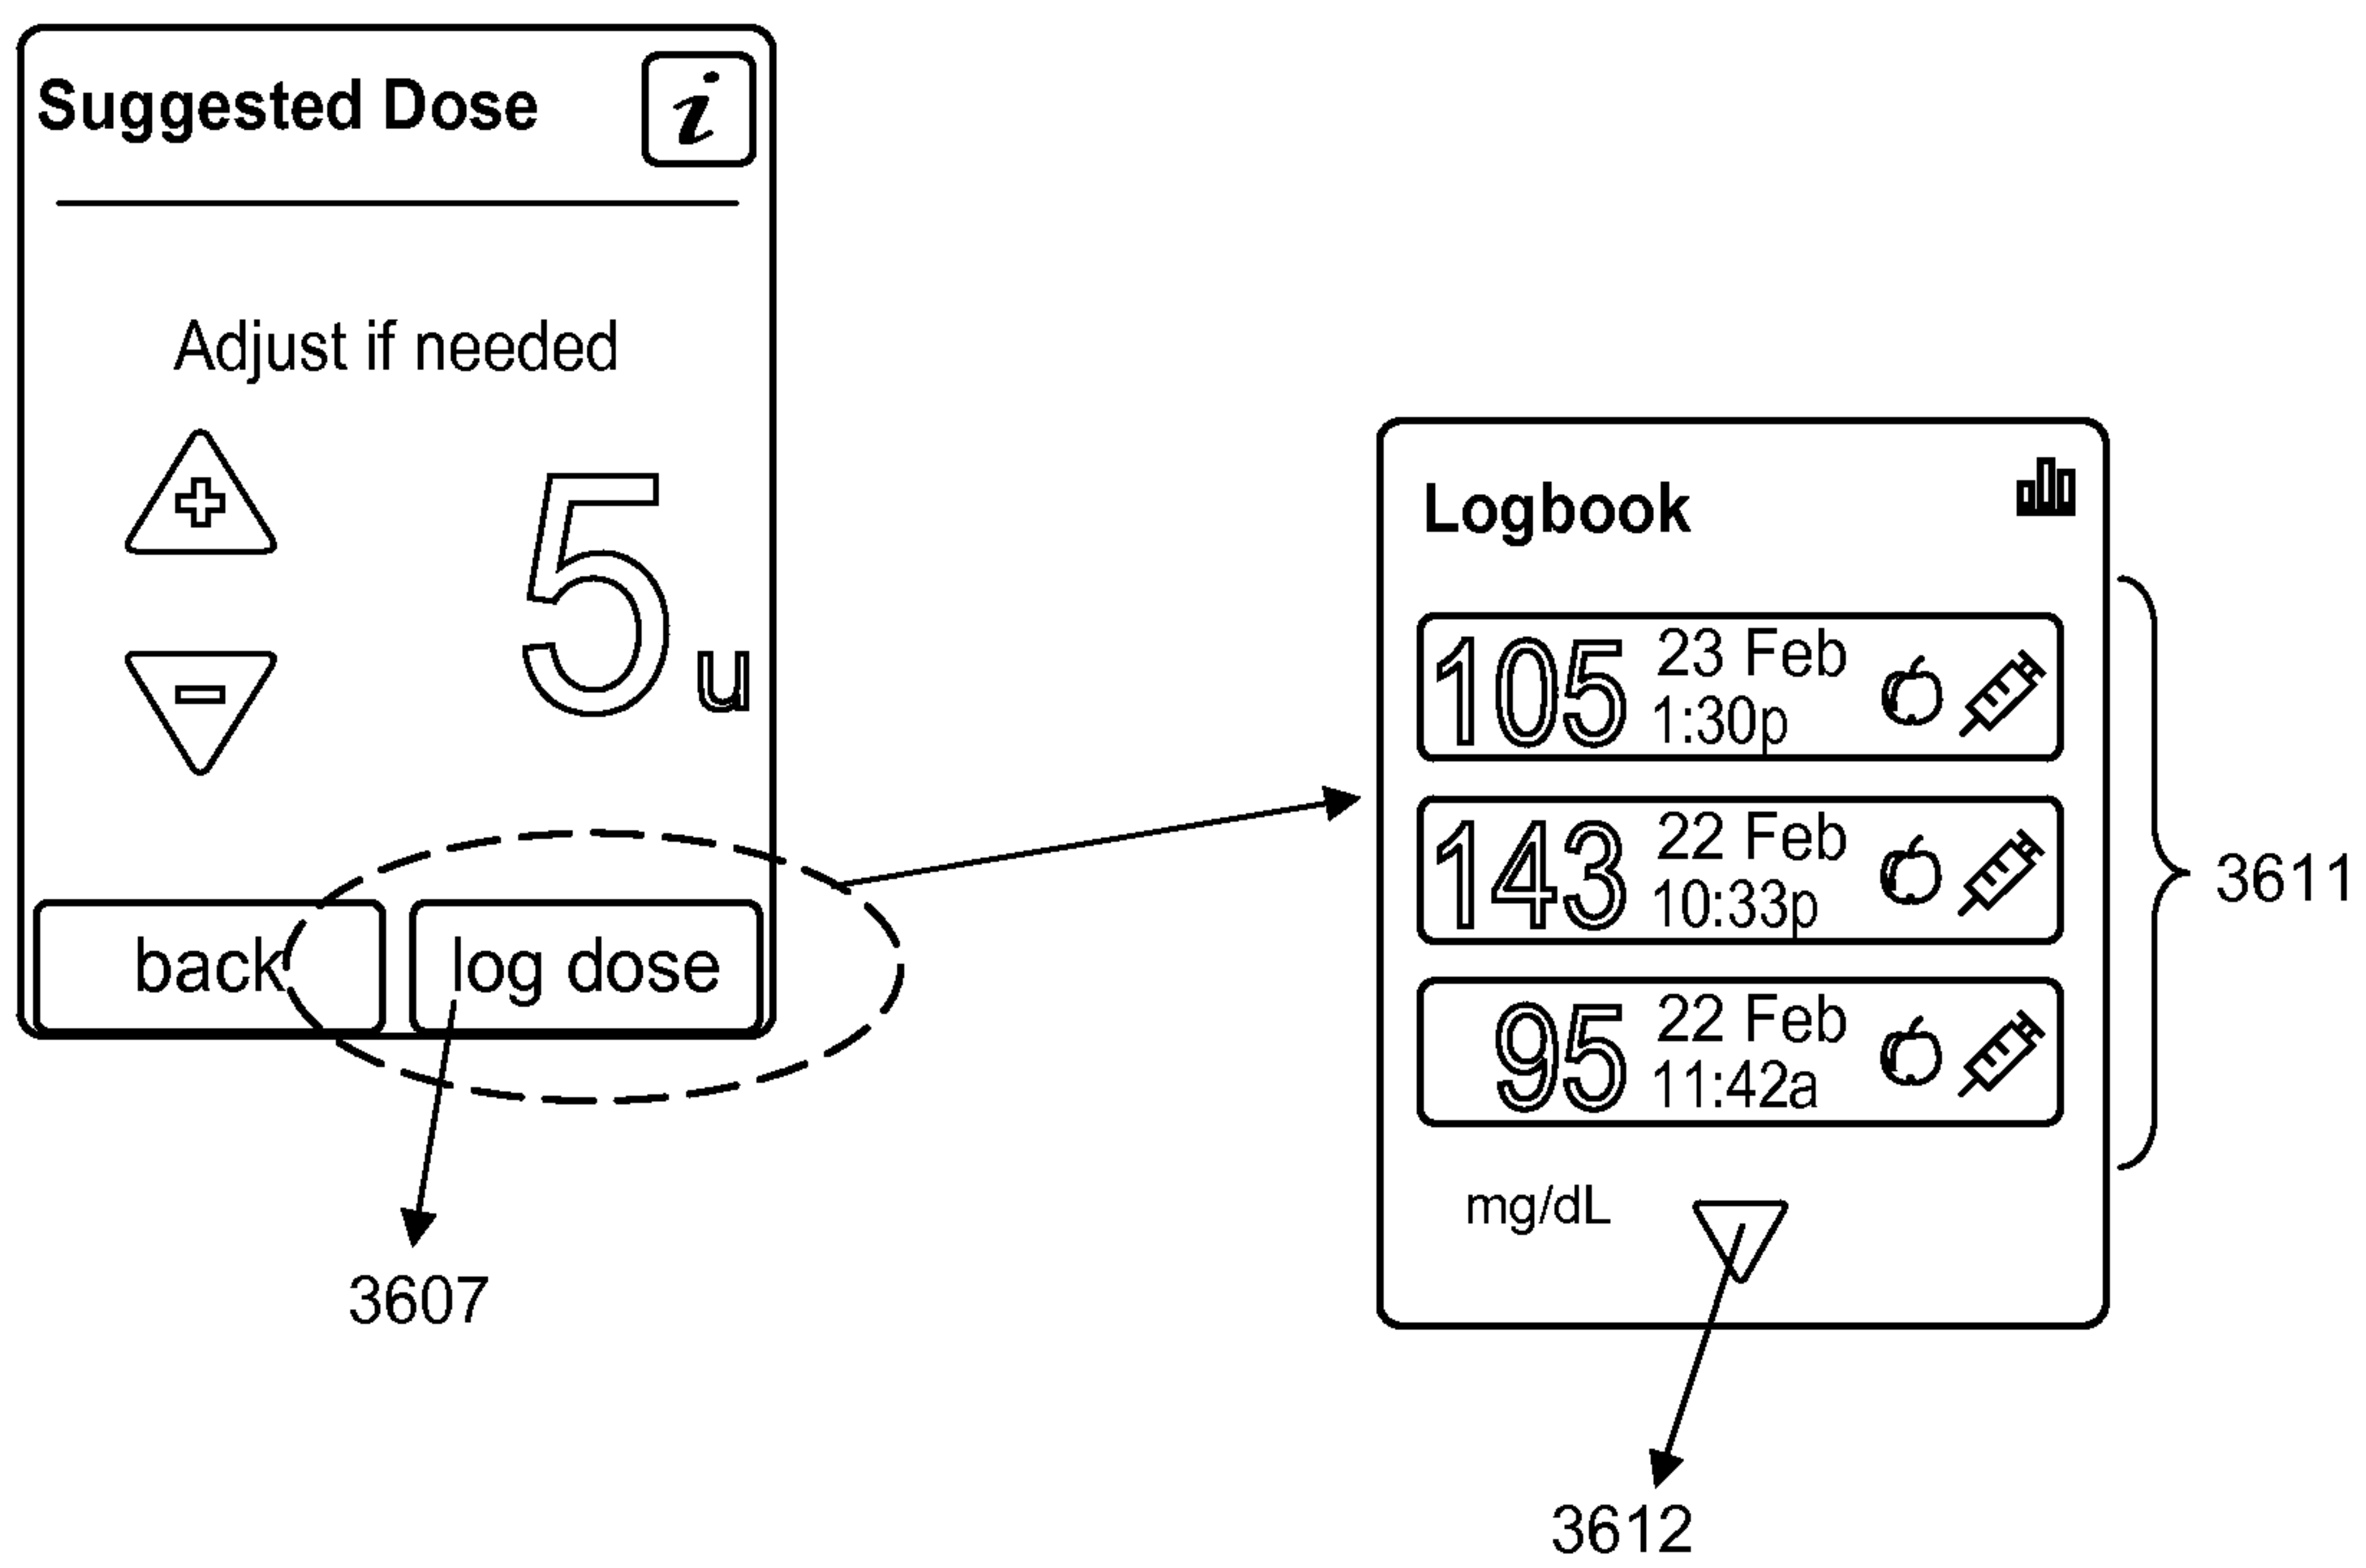 Suggested Dose
i
Adjust if needed
+
5 u
-
back
log dose
3607
Logbook
105
23 Feb
1:30p
143
22 Feb
10:33p
95
22 Feb
11:42a
mg/dL
3611
3612